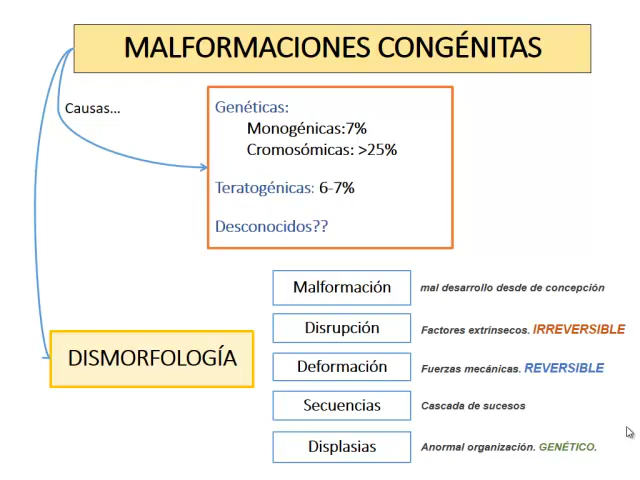 MALFORMACIONES CONGÉNITAS
Causas...
Genéticas:
Monogénicas:7%
Cromosómicas: >25%
Teratogénicas: 6-7%
Desconocidos??
DISMORFOLOGÍA
Malformación mal desarrollo desde de concepción
Disrupción Factores extrínsecos. IRREVERSIBLE
Deformación Fuerzas mecánicas. REVERSIBLE
Secuencias Cascada de sucesos
Displasias Anormal organización. GENÉTICO.